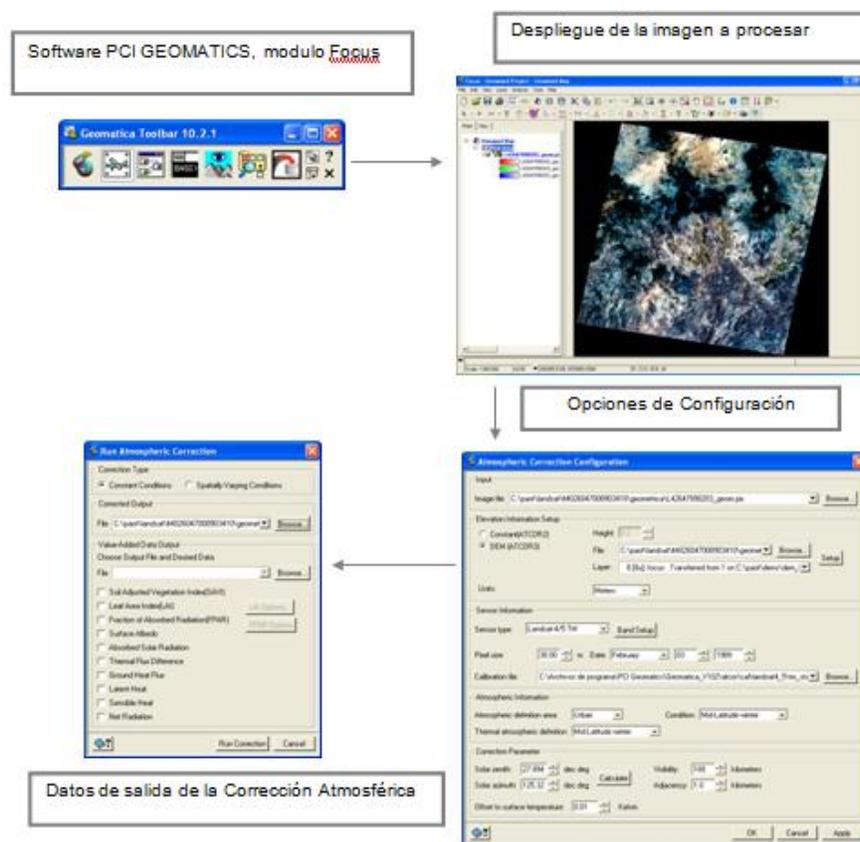 Software PCI GEOMATICS, modulo Focus
Despliegue de la imagen a procesar
Geomatica Toolbar 10.2.1
Opciones de Configuración
Run Atmospheric Correction
Correction Type
Constant Conditions
Spatially Varying Conditions
Corrected Output
File
Browse...
Value-Added Data Output
Choose Output File and Desired Data
File
Browse...
Soil Adjusted Vegetation Index(SAVI)
Leaf Area Index(LAI)
Fraction of Absorbed Radiation(FPAR)
Surface Albedo
Absorbed Solar Radiation
Thermal Flux Difference
Ground Heat Flux
Latent Heat
Sensible Heat
Net Radiation
Run Correction
Cancel
Datos de salida de la Corrección Atmosférica
Atmospheric Correction Configuration
Input
Image file
Browse...
Elevation Information Setup
Constant(ATCOR2)
Height
DEM (ATCOR3)
File
Browse...
Setup
Layer
Units
Meters
Sensor Information
Sensor type: Landsat-4/5 TM
Band Setup
Pixel size: 30.00 m Date: February
Calibration file
Browse...
Atmospheric Information
Atmospheric definition area Urban
Condition: Mid-Latitude winter
Thermal atmospheric definition: Mid-Latitude winter
Correction Parameter
Solar zenith: dec deg
Calculate
Visibility: kilometers
Solar azimuth: dec deg
Adjacency: 1.0 kilometers
Offset to surface temperature: Kelvin
OK
Cancel
Apply